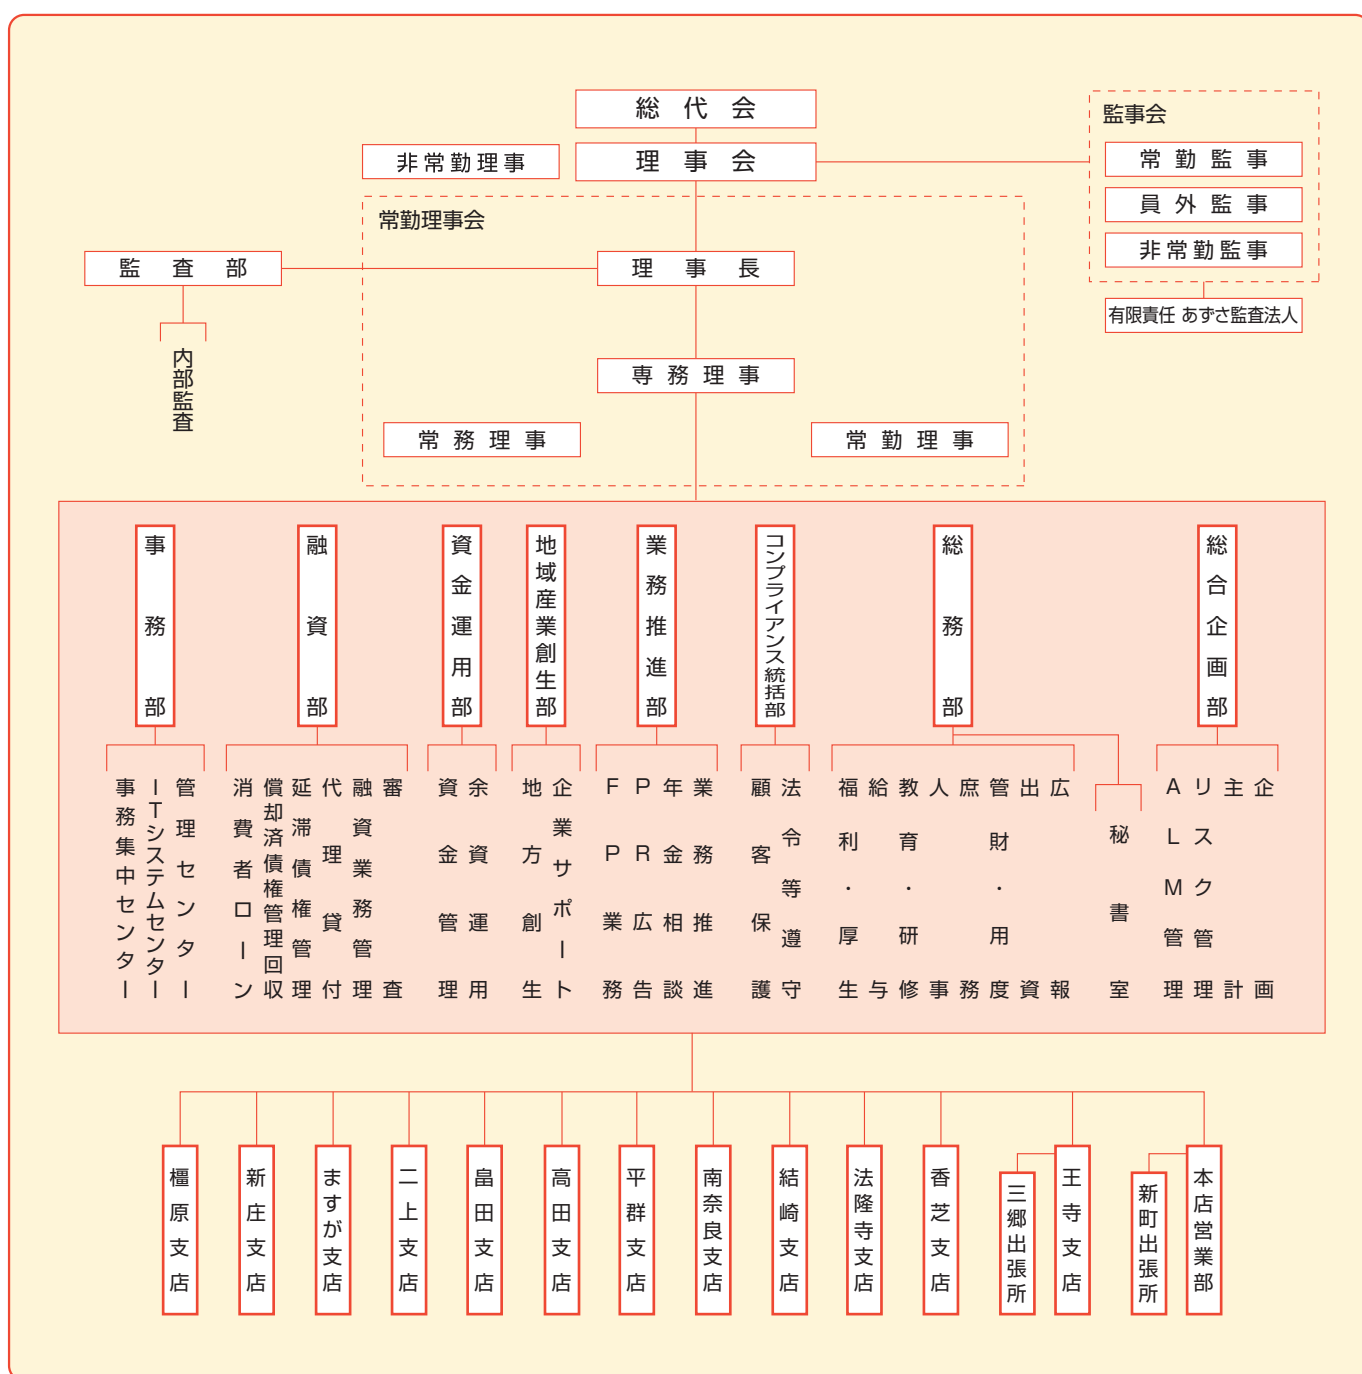 総代会
理事会
非常勤理事
監事会
常勤監事
員外監事
非常勤監事
有限責任 あずさ監査法人
常勤理事会
理事長
監査部
内部監査
専務理事
常務理事
常勤理事
総合企画部
企画
主計
リスク管理
ALM管理
総務部
秘書室
広報
出資
管財・用度
庶務
人事
教育・研修
給与
福利・厚生
コンプライアンス統括部
法令等遵守
顧客保護
業務推進部
業務推進
年金相談
PR広告
FP業務
地域産業創生部
企業サポート
地方創生
資金運用部
余資運用
資金管理
融資部
審査
融資業務管理
代理貸付
延滞債権管理
償却済債権管理回収
消費者ローン
事務部
管理センター
ITシステムセンター
事務集中センター
本店営業部
新町出張所
王寺支店
三郷出張所
香芝支店
法隆寺支店
結崎支店
南奈良支店
平群支店
高田支店
畠田支店
二上支店
ますが支店
新庄支店
橿原支店